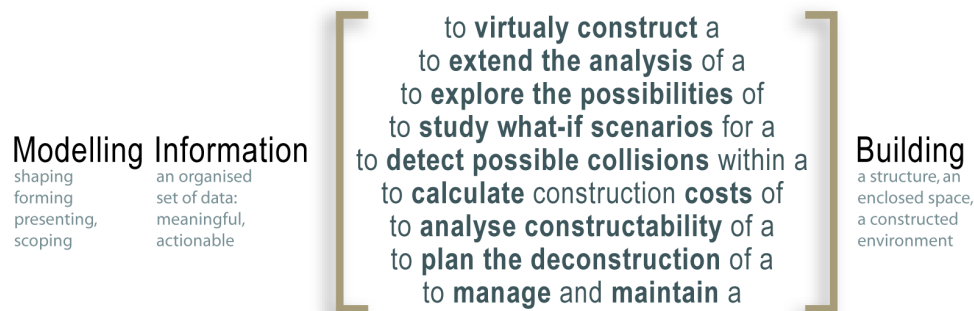 Modelling
shaping
forming
presenting,
scoping
Information
an organised
set of data:
meaningful,
actionable
to virtualy construct a
to extend the analysis of a
to explore the possibilities of
to study what-if scenarios for a
to detect possible collisions within a
to calculate construction costs of
to analyse constructability of a
to plan the deconstruction of a
to manage and maintain a
Building
a structure, an
enclosed space,
a constructed
environment